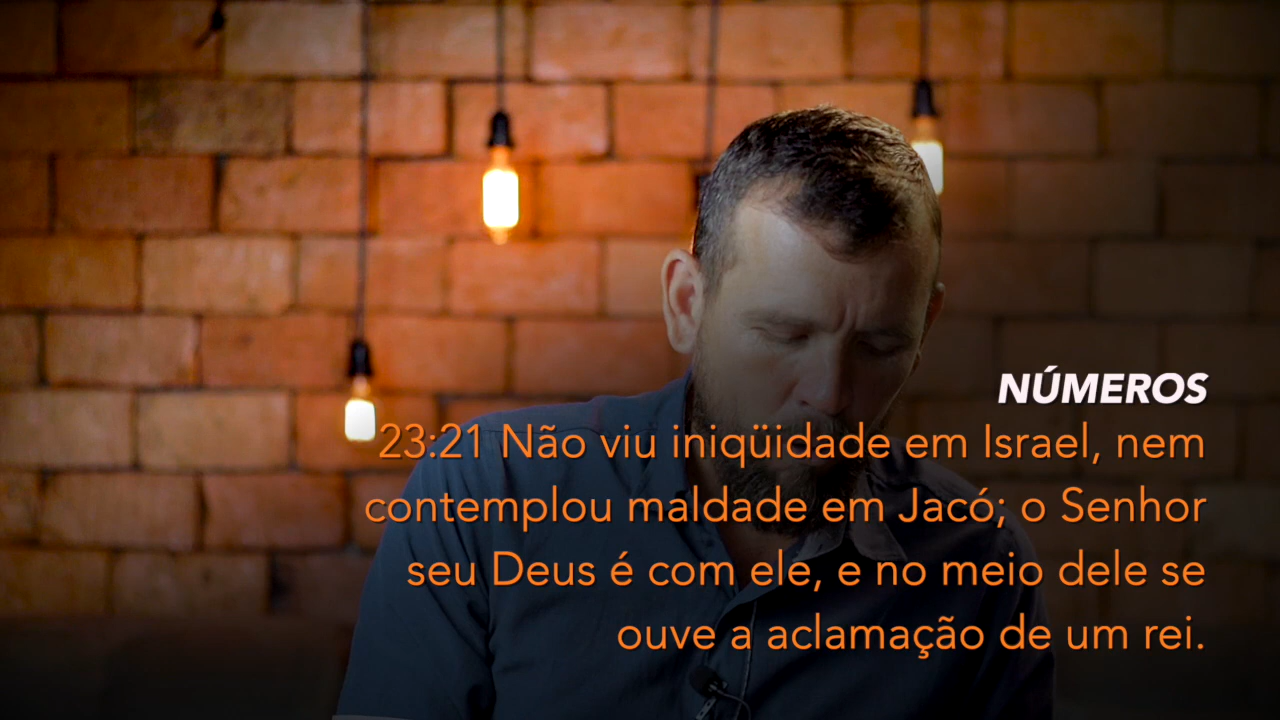 NÚMEROS
23:21 Não viu iniqüidade em Israel, nem
contemplou maldade em Jacó; o Senhor
seu Deus é com ele, e no meio dele se
ouve a aclamação de um rei.